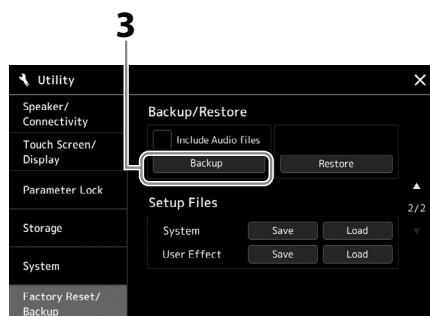 3
Utility
×
Speaker/
Connectivity
Touch Screen/
Display
Parameter Lock
Storage
System
Factory Reset/
Backup
Backup/Restore
Include Audio files
Backup
Restore
Setup Files
System
Save
Load
User Effect
Save
Load
2/2